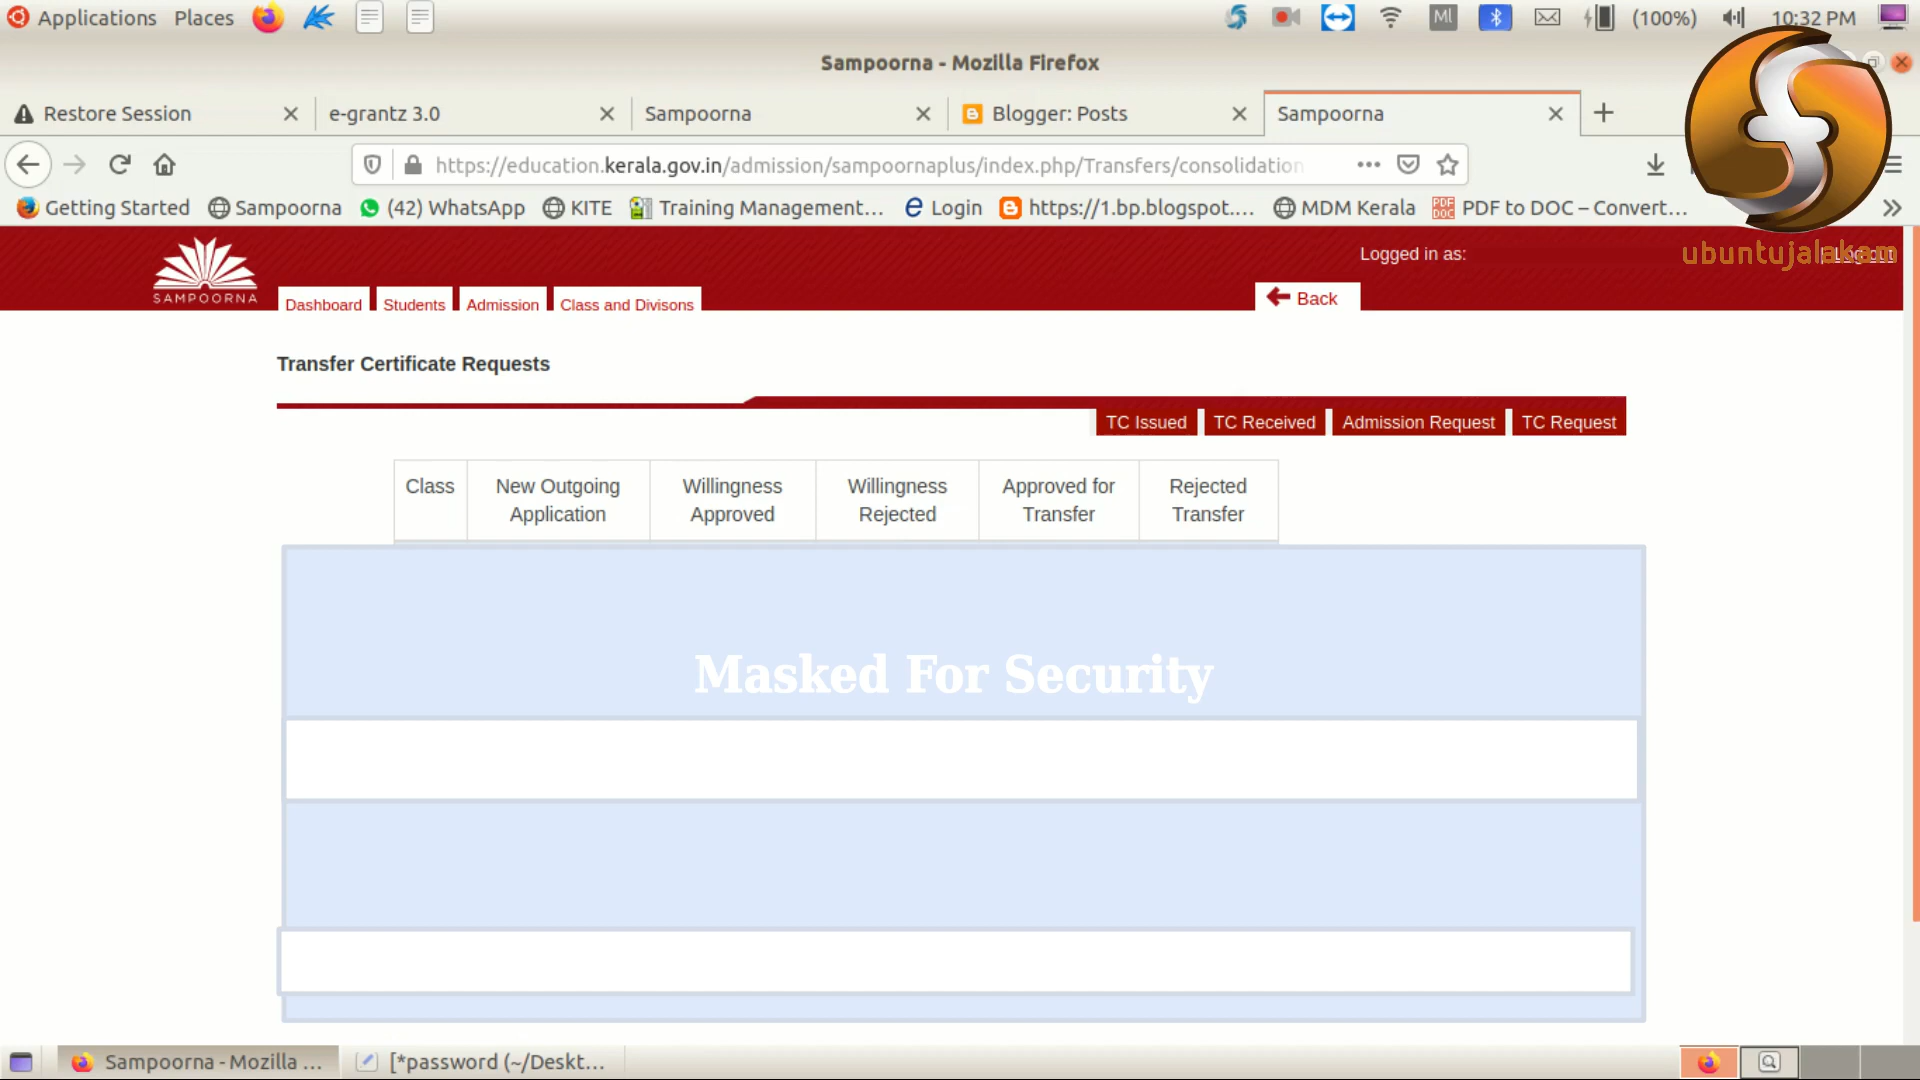 Applications Places Ml (100%) 10:32 PM
Sampoorna - Mozilla Firefox
Restore Session e-grantz 3.0 Sampoorna Blogger: Posts Sampoorna
https://education.kerala.gov.in/admission/sampoornaplus/index.php/Transfers/consolidation
Getting Started Sampoorna (42) WhatsApp KITE Training Management... Login https://1.bp.blogspot.... MDM Kerala PDF to DOC – Convert...
ubuntujalakam
Logged in as:
SAMPOORNA
Dashboard Students Admission Class and Divisons Back
Transfer Certificate Requests
TC Issued TC Received Admission Request TC Request
Class New Outgoing Application Willingness Approved Willingness Rejected Approved for Transfer Rejected Transfer
Masked For Security
Sampoorna - Mozilla ... [*password (~/Deskt...